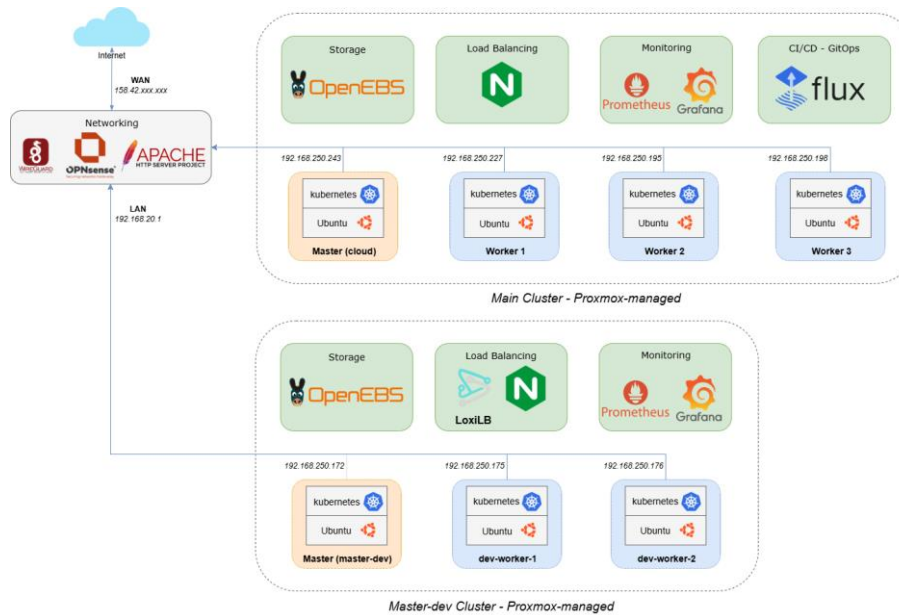 Internet
WAN
158.42.xxx.xxx
Networking
WIREGUARD
OPNsense
APACHE
HTTP SERVER PROJECT
LAN
192.168.20.1
Storage
OpenEBS
Load Balancing
N
Monitoring
Prometheus
Grafana
CI/CD - GitOps
flux
192.168.250.243
192.168.250.227
192.168.250.195
192.168.250.198
kubernetes
Ubuntu
Master (cloud)
kubernetes
Ubuntu
Worker 1
kubernetes
Ubuntu
Worker 2
kubernetes
Ubuntu
Worker 3
Main Cluster - Proxmox-managed
Storage
OpenEBS
Load Balancing
LoxiLB
N
Monitoring
Prometheus
Grafana
192.168.250.172
192.168.250.175
192.168.250.176
kubernetes
Ubuntu
Master (master-dev)
kubernetes
Ubuntu
dev-worker-1
kubernetes
Ubuntu
dev-worker-2
Master-dev Cluster - Proxmox-managed